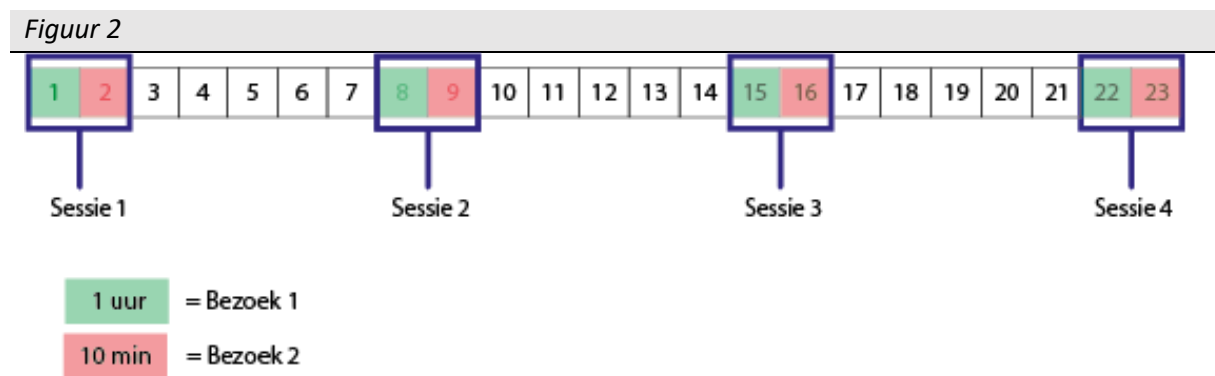 Figuur 2
1 2 3 4 5 6 7 8 9 10 11 12 13 14 15 16 17 18 19 20 21 22 23
Sessie 1 Sessie 2 Sessie 3 Sessie 4
1 uur = Bezoek 1
10 min = Bezoek 2